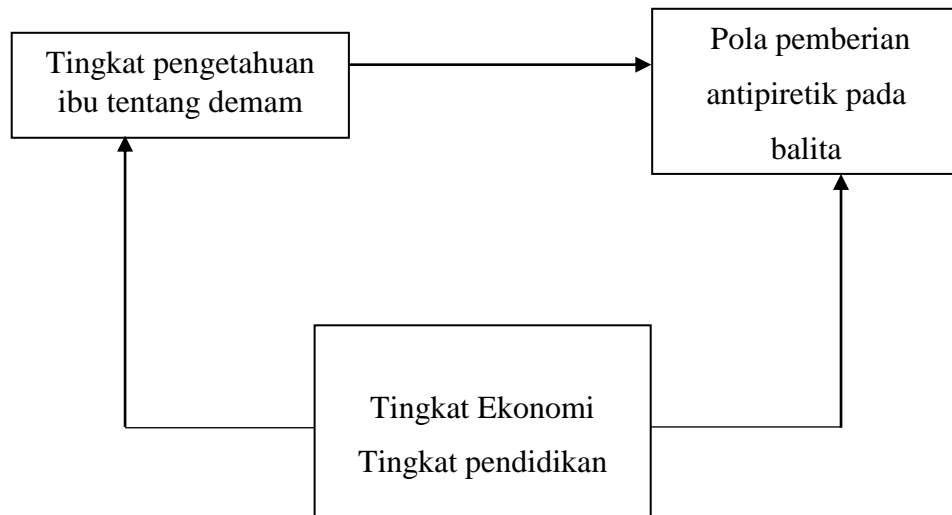 Tingkat pengetahuan
ibu tentang demam
Pola pemberian
antipiretik pada
balita
Tingkat Ekonomi
Tingkat pendidikan